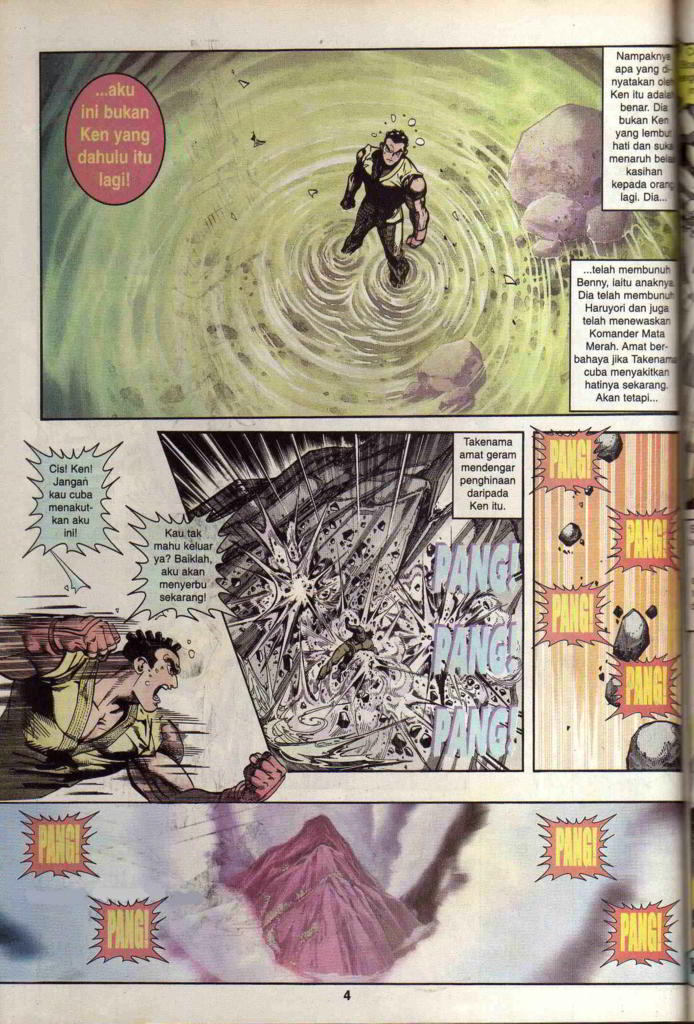 ...aku
ini bukan
Ken yang
dahulu itu
lagi!
Nampaknya
apa yang di-
nyatakan oleh
Ken itu adalah
benar. Dia
bukan Ken
yang lembut
hati dan suka
menaruh belas
kasihan
kepada orang
lagi. Dia...
...telah membunuh
Benny, iaitu anaknya.
Dia telah membunuh
Haruyori dan juga
telah menewaskan
Komander Mata
Merah. Amat ber-
bahaya jika Takenama
cuba menyakitkan
hatinya sekarang.
Akan tetapi...
Cis! Ken!
Jangan
kau cuba
menakut-
kan aku
ini!
Kau tak
mahu keluar
ya? Baiklah,
aku akan
menyerbu
sekarang!
Takenama
amat geram
mendengar
penghinaan
daripada
Ken itu.
PANG!
PANG!
PANG!
PANG!
PANG!
PANG!
PANG!
PANG!
PANG!
PANG!
PANG!
4